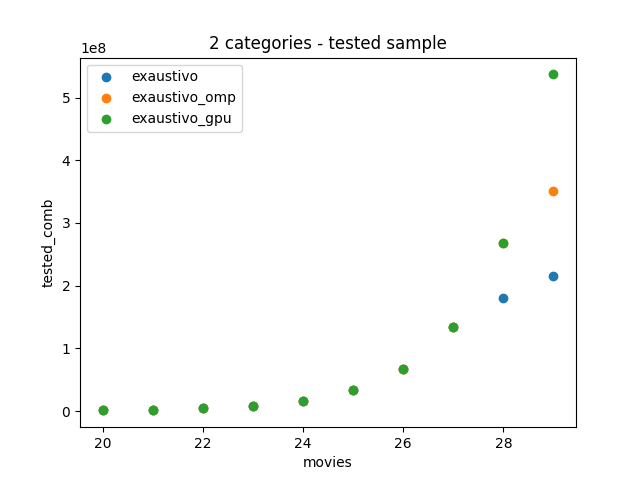 2 categories - tested sample
1e8
exaustivo
exaustivo_omp
exaustivo_gpu
5
4
3
2
1
0
tested_comb
20
22
24
26
28
movies